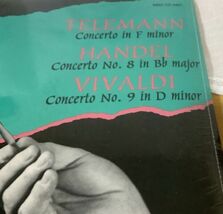 TELEMANN
Concerto in F minor
HANDEL
Concerto No. 8 in Bb major
VIVALDI
Concerto No. 9 in D minor